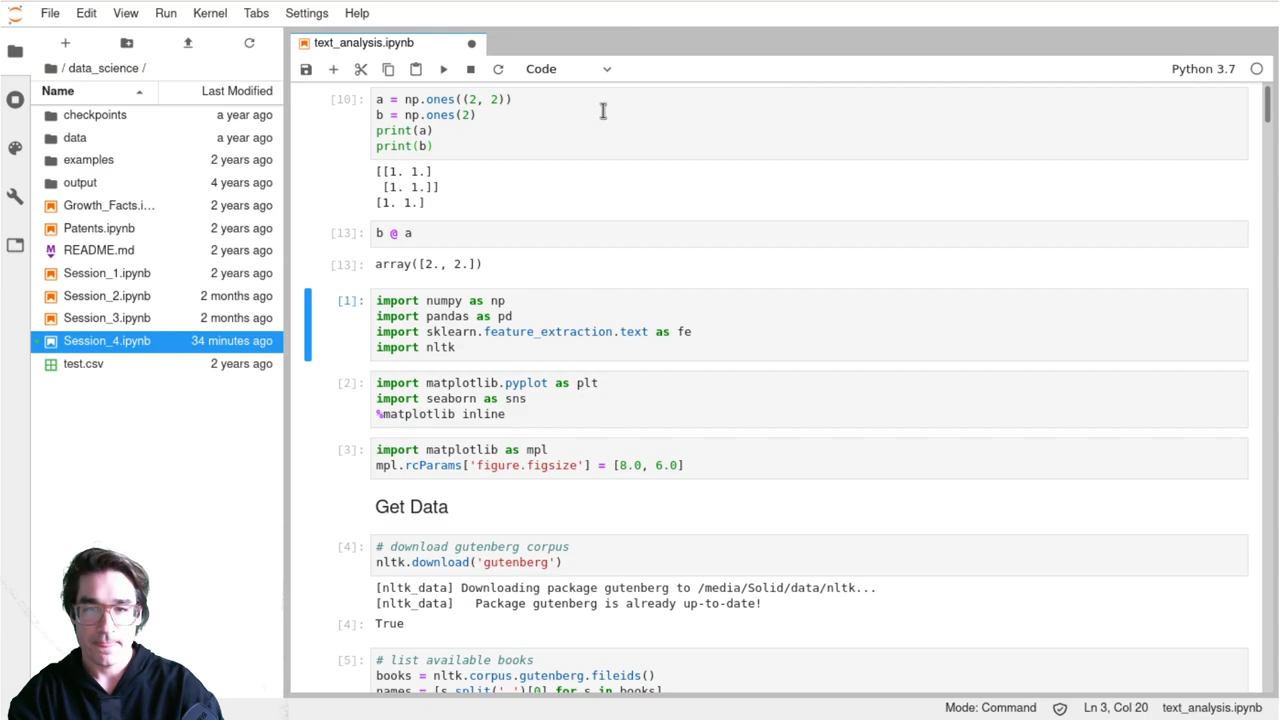 File Edit View Run Kernel Tabs Settings Help
/ data_science /
Name Last Modified
checkpoints a year ago
data a year ago
examples 2 years ago
output 4 years ago
Growth_Facts.i... 2 years ago
Patents.ipynb 2 years ago
README.md 2 years ago
Session_1.ipynb 2 years ago
Session_2.ipynb 2 months ago
Session_3.ipynb 2 months ago
Session_4.ipynb 34 minutes ago
test.csv 2 years ago
text_analysis.ipynb
Code Python 3.7
[10]: a = np.ones((2, 2))
b = np.ones(2)
print(a)
print(b)
[[1. 1.]
[1. 1.]]
[1. 1.]
[13]: b @ a
[13]: array([2., 2.])
[1]: import numpy as np
import pandas as pd
import sklearn.feature_extraction.text as fe
import nltk
[2]: import matplotlib.pyplot as plt
import seaborn as sns
%matplotlib inline
[3]: import matplotlib as mpl
mpl.rcParams['figure.figsize'] = [8.0, 6.0]
Get Data
[4]: # download gutenberg corpus
nltk.download('gutenberg')
[nltk_data] Downloading package gutenberg to /media/Solid/data/nltk...
[nltk_data] Package gutenberg is already up-to-date!
[4]: True
[5]: # list available books
books = nltk.corpus.gutenberg.fileids()
names = [s.split('-')[0] for s in books]
Mode: Command Ln 3, Col 20 text_analysis.ipynb